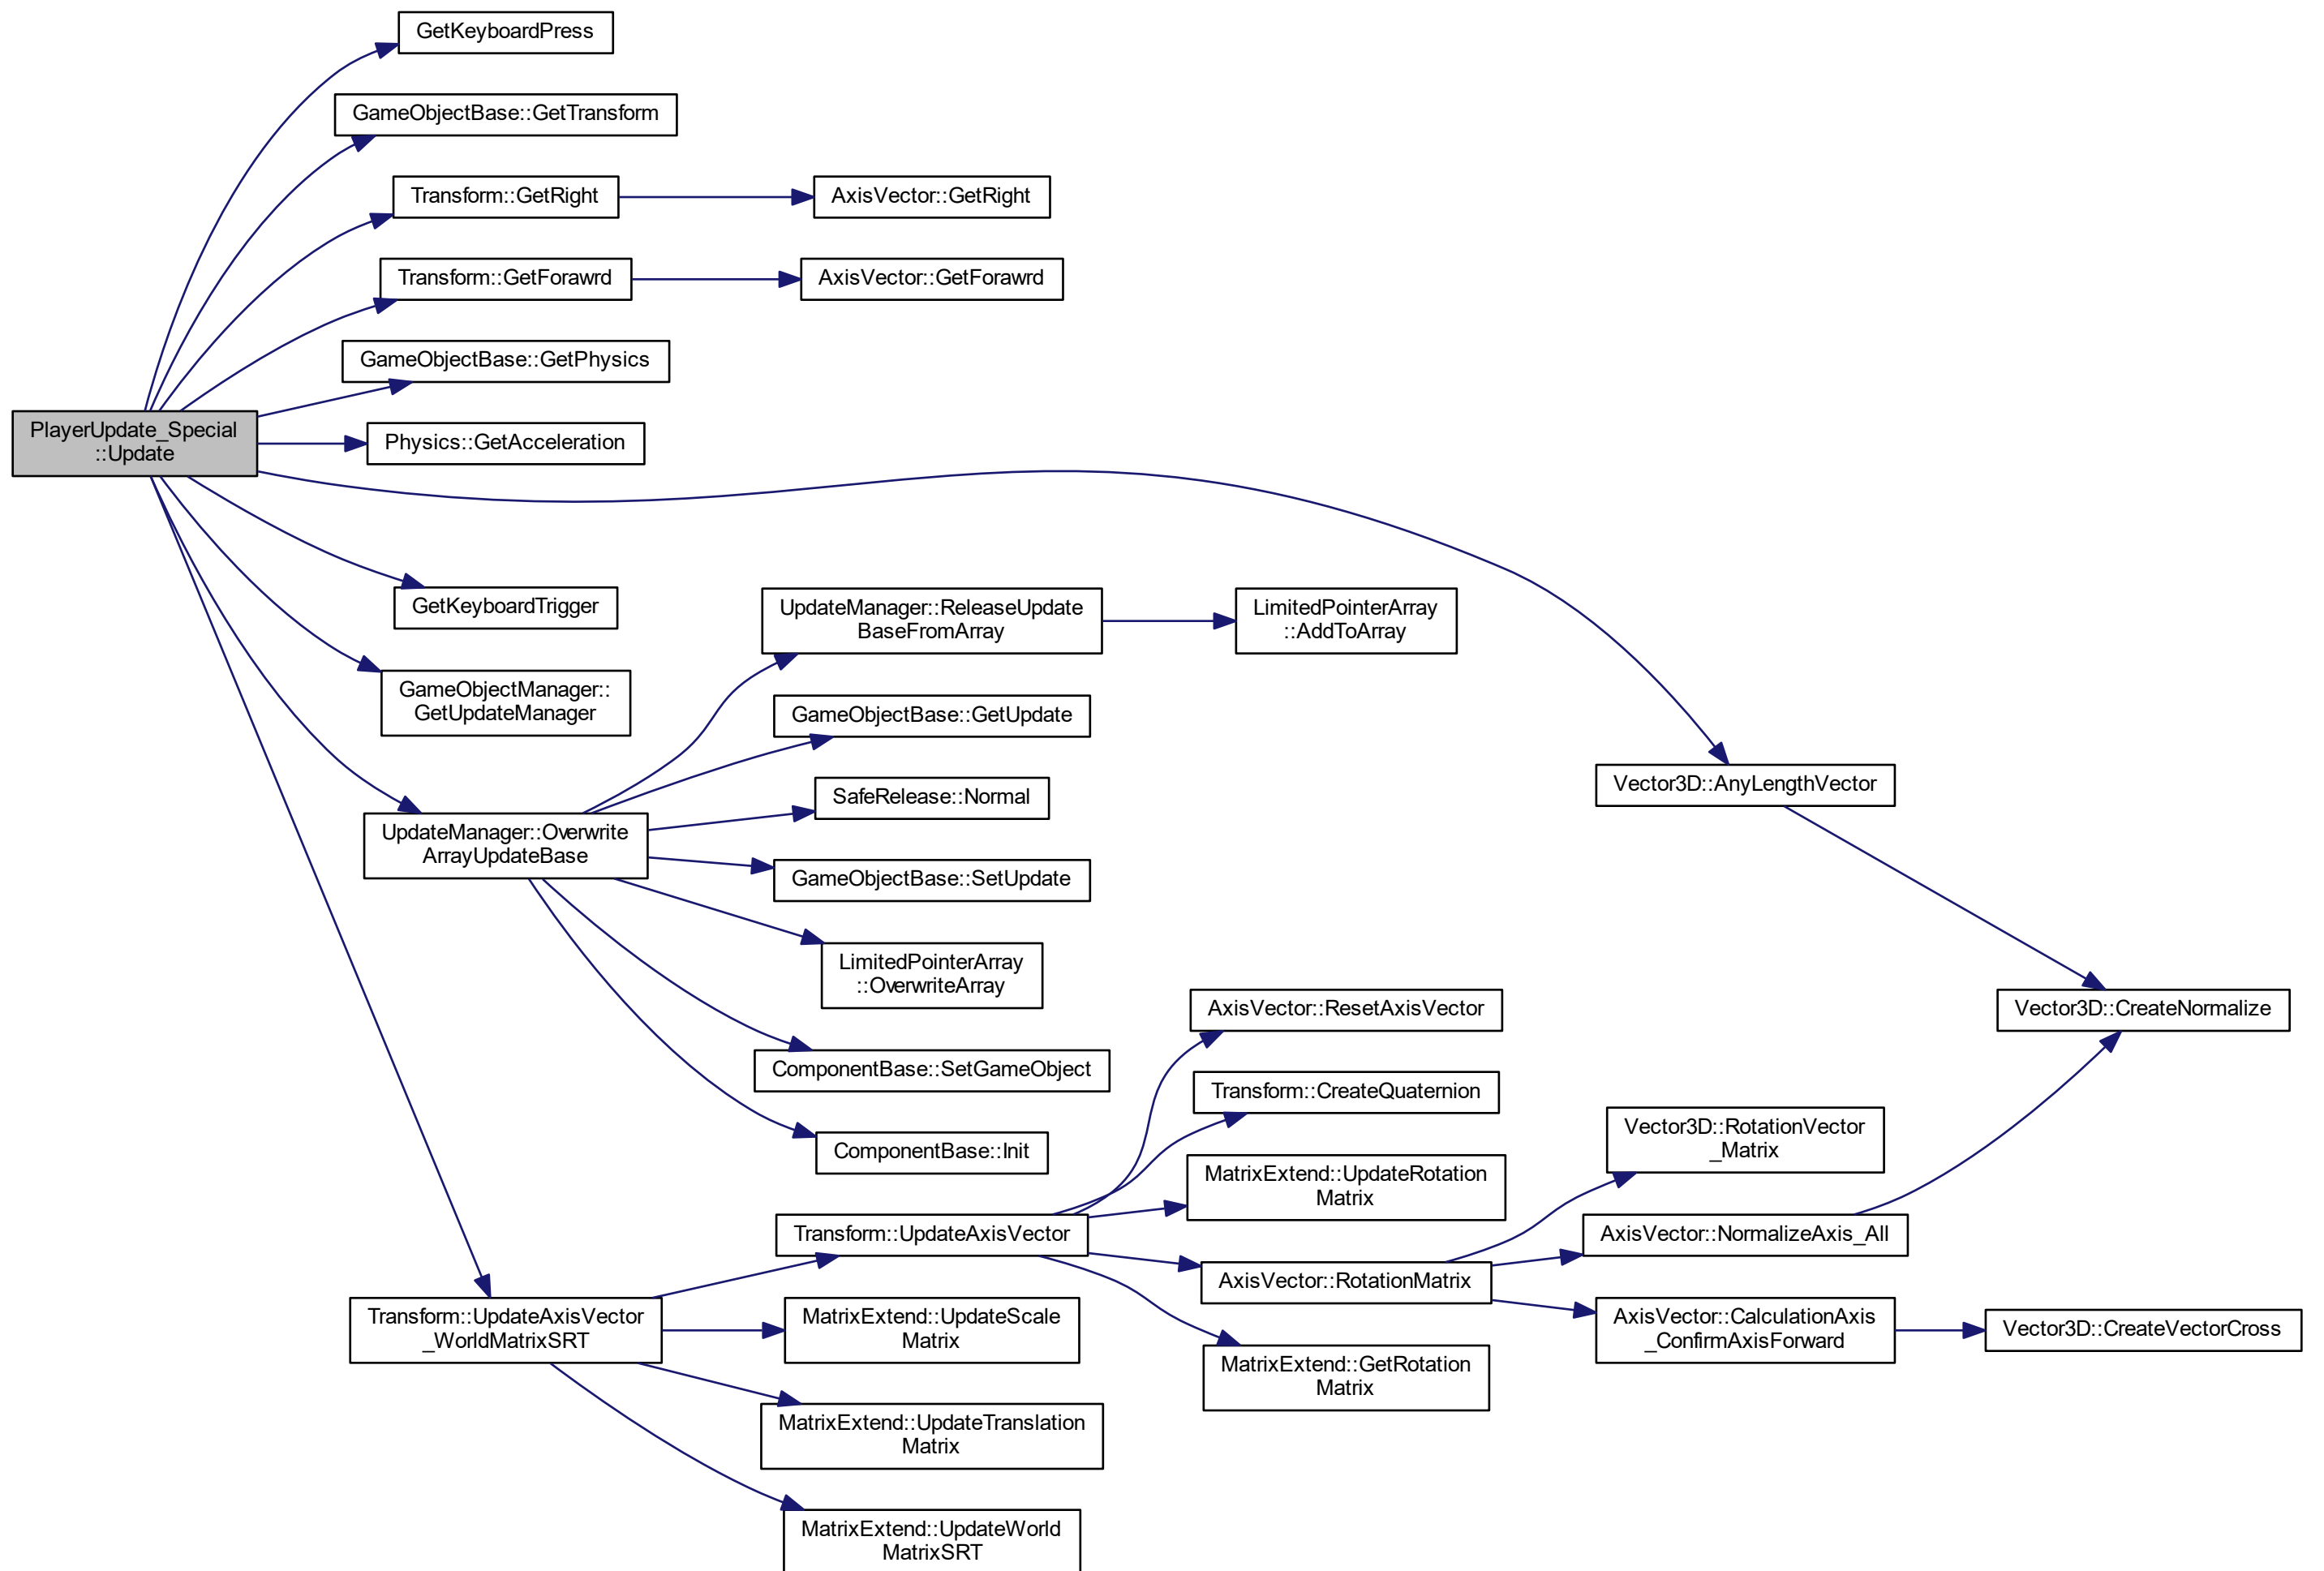 GetKeyboardPress
GameObjectBase::GetTransform
Transform::GetRight
AxisVector::GetRight
Transform::GetForawrd
AxisVector::GetForawrd
GameObjectBase::GetPhysics
PlayerUpdate_Special
::Update
Physics::GetAcceleration
GetKeyboardTrigger
GameObjectManager::
GetUpdateManager
UpdateManager::Overwrite
ArrayUpdateBase
UpdateManager::ReleaseUpdate
BaseFromArray
LimitedPointerArray
::AddToArray
GameObjectBase::GetUpdate
SafeRelease::Normal
GameObjectBase::SetUpdate
LimitedPointerArray
::OverwriteArray
ComponentBase::SetGameObject
ComponentBase::Init
Vector3D::AnyLengthVector
Vector3D::CreateNormalize
Transform::UpdateAxisVector
_WorldMatrixSRT
Transform::UpdateAxisVector
MatrixExtend::UpdateScale
Matrix
MatrixExtend::UpdateTranslation
Matrix
MatrixExtend::UpdateWorld
MatrixSRT
AxisVector::ResetAxisVector
Transform::CreateQuaternion
MatrixExtend::UpdateRotation
Matrix
AxisVector::RotationMatrix
MatrixExtend::GetRotation
Matrix
Vector3D::RotationVector
_Matrix
AxisVector::NormalizeAxis_All
AxisVector::CalculationAxis
_ConfirmAxisForward
Vector3D::CreateVectorCross